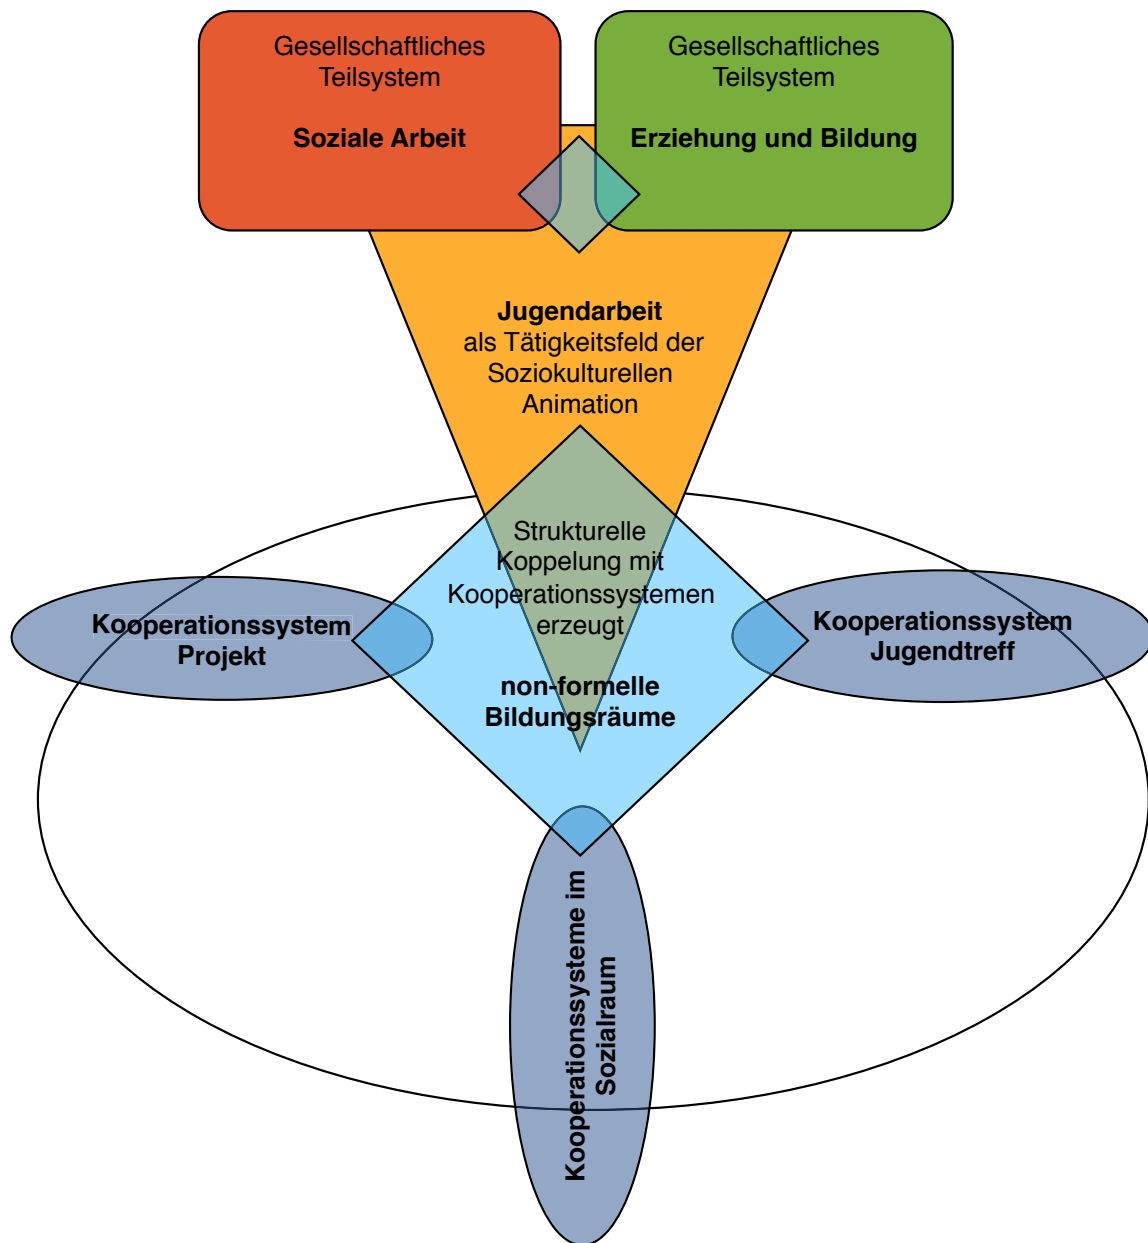 Gesellschaftliches
Teilsystem
Soziale Arbeit
Gesellschaftliches
Teilsystem
Erziehung und Bildung
Jugendarbeit
als Tätigkeitsfeld der
Soziokulturellen
Animation
Strukturelle
Koppelung mit
Kooperationssystemen
erzeugt
non-formelle
Bildungsräume
Kooperationssystem
Projekt
Kooperationssystem
Jugendtreff
Kooperationssysteme im
Sozialraum